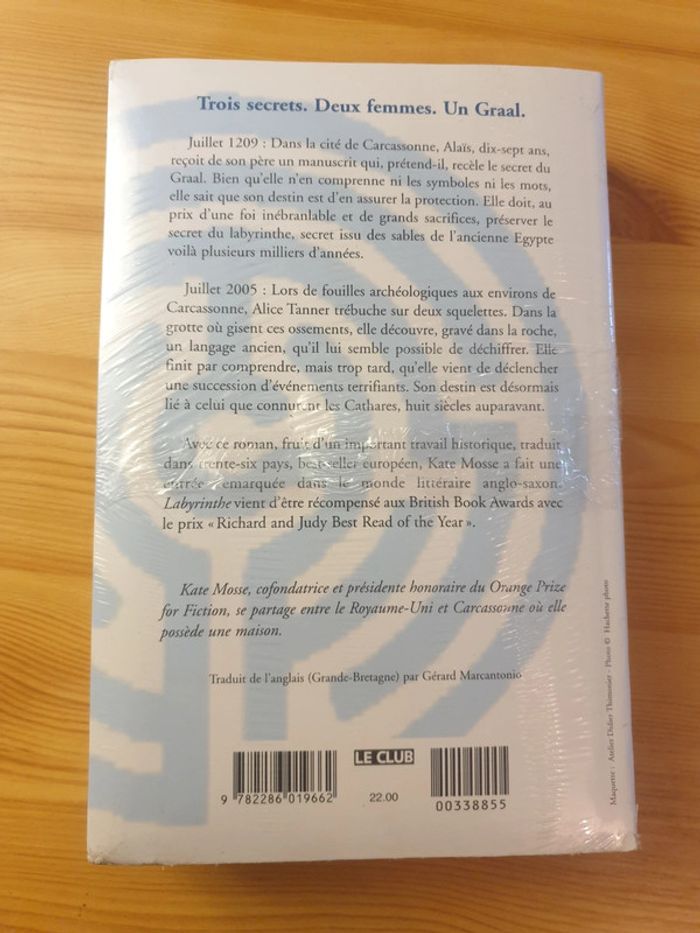 Trois secrets. Deux femmes. Un Graal.
Juillet 1209 : Dans la cité de Carcassonne, Alaïs, dix-sept ans,
reçoit de son père un manuscrit qui, prétend-il, recèle le secret du
Graal. Bien qu'elle n'en comprenne ni les symboles ni les mots,
elle sait que son destin est d'en assurer la protection. Elle doit, au
prix d'une foi inébranlable et de grands sacrifices, préserver le
secret du labyrinthe, secret issu des sables de l'ancienne Egypte
voilà plusieurs milliers d'années.
Juillet 2005 : Lors de fouilles archéologiques aux environs de
Carcassonne, Alice Tanner trébuche sur deux squelettes. Dans la
grotte où gisent ces ossements, elle découvre, gravé dans la roche,
un langage ancien, qu'il lui semble possible de déchiffrer. Elle
finit par comprendre, mais trop tard, qu'elle vient de déclencher
une succession d'événements terrifiants. Son destin est désormais
lié à celui que connurent les Cathares, huit siècles auparavant.
Avec ce roman, fruit d'un important travail historique, traduit
dans trente-six pays, best-seller européen, Kate Mosse a fait une
entrée remarquée dans le monde littéraire anglo-saxon.
Labyrinthe vient d'être récompensé aux British Book Awards avec
le prix « Richard and Judy Best Read of the Year ».
Kate Mosse, cofondatrice et présidente honoraire du Orange Prize
for Fiction, se partage entre le Royaume-Uni et Carcassonne où elle
possède une maison.
Traduit de l'anglais (Grande-Bretagne) par Gérard Marcantonio
LE CLUB
9 782286 019662
22.00
00338855
Maquette : Atelier Didier Thimonier - Photo © Hachette photo